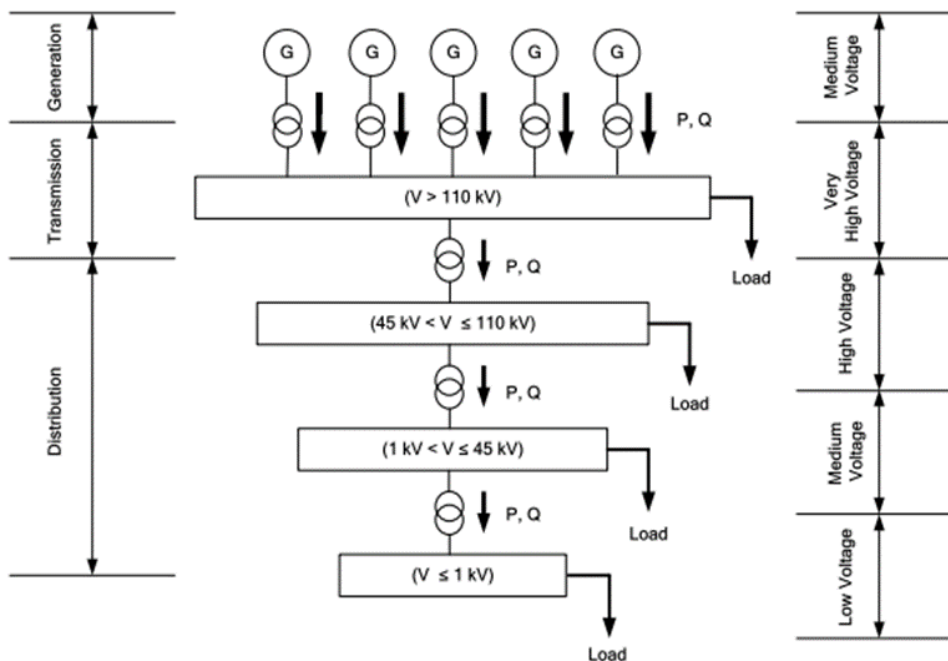 Generation
G G G G G
Medium
Voltage
P, Q
Transmission
(V > 110 kV)
Very
High Voltage
P, Q
Load
Distribution
(45 kV < V ≤ 110 kV)
High Voltage
P, Q
Load
(1 kV < V ≤ 45 kV)
Medium
Voltage
P, Q
Load
(V ≤ 1 kV)
Low Voltage
Load